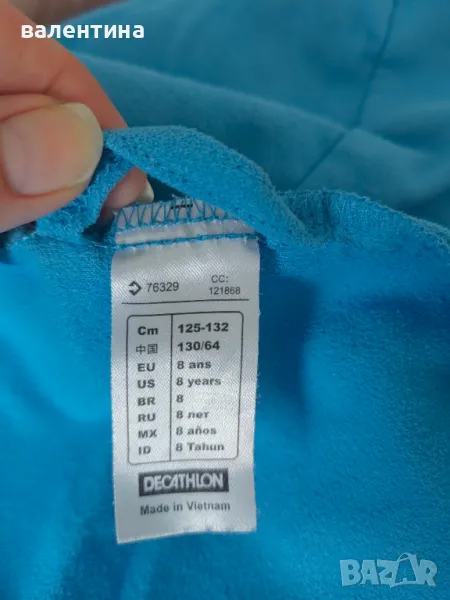 валентина
76329
CC:
121868
Cm 125-132
中国 130/64
EU 8 ans
US 8 years
BR 8
RU 8 лет
MX 8 años
ID 8 Tahun
DECATHLON
Made in Vietnam
BAZAR